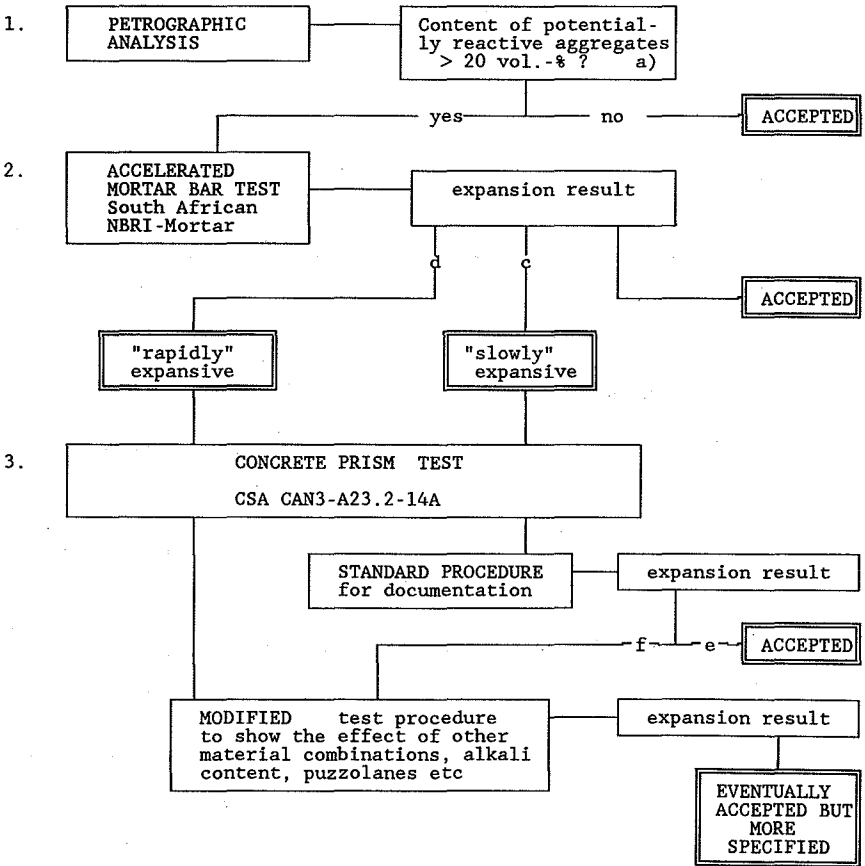 1.
PETROGRAPHIC
ANALYSIS
Content of potential-
ly reactive aggregates
> 20 vol.-% ? a)
yes
no
ACCEPTED
2.
ACCELERATED
MORTAR BAR TEST
South African
NBRI-Mortar
expansion result
d
c
ACCEPTED
"rapidly"
expansive
"slowly"
expansive
3.
CONCRETE PRISM TEST
CSA CAN3-A23.2-14A
STANDARD PROCEDURE
for documentation
expansion result
f
e
ACCEPTED
MODIFIED test procedure
to show the effect of other
material combinations, alkali
content, puzzolanes etc
expansion result
EVENTUALLY
ACCEPTED BUT
MORE
SPECIFIED